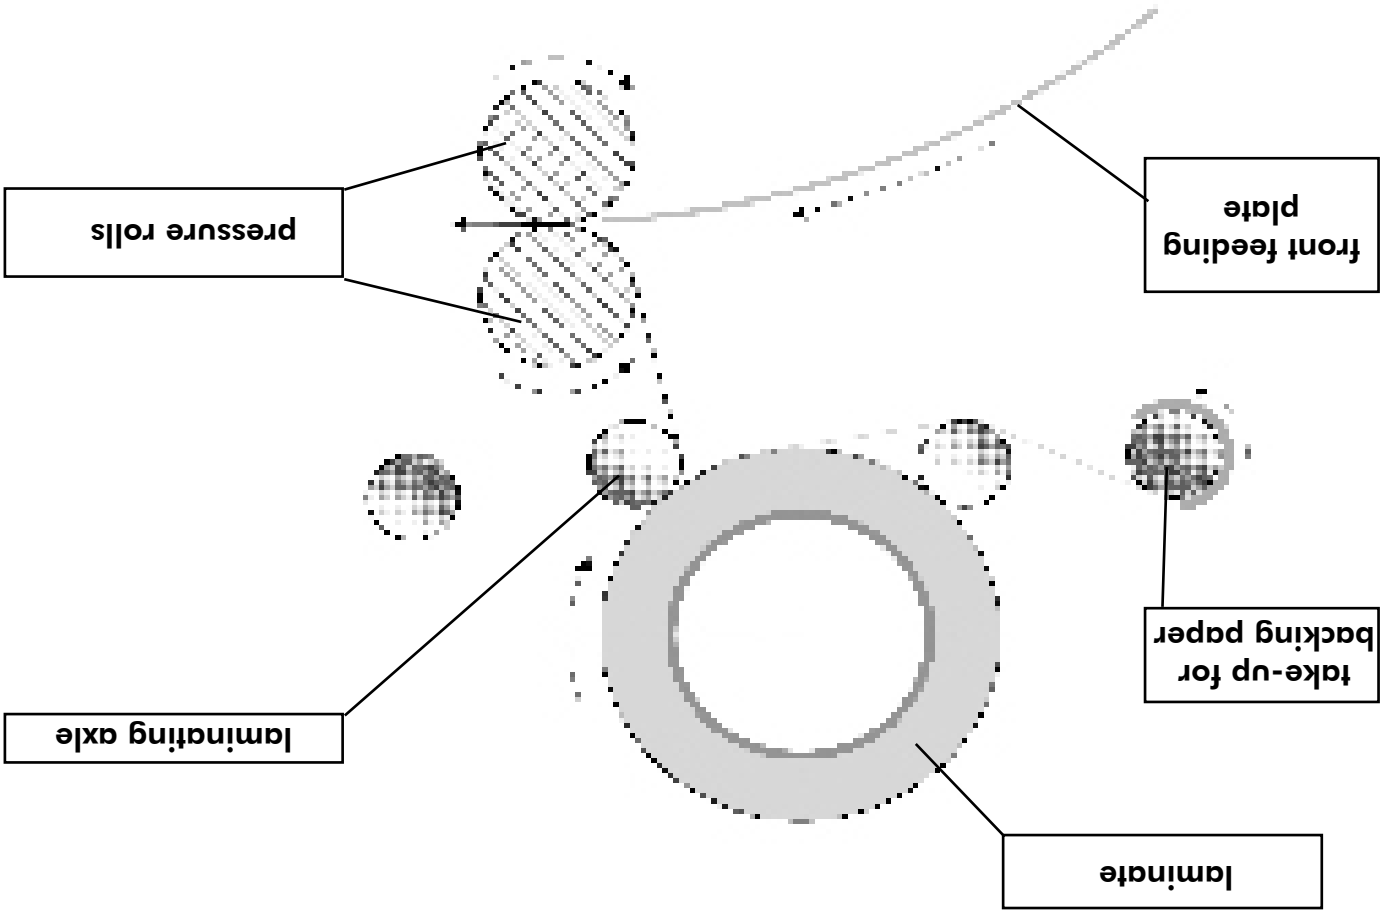 laminate
laminating axle
take-up for
backing paper
front feeding
plate
pressure rolls